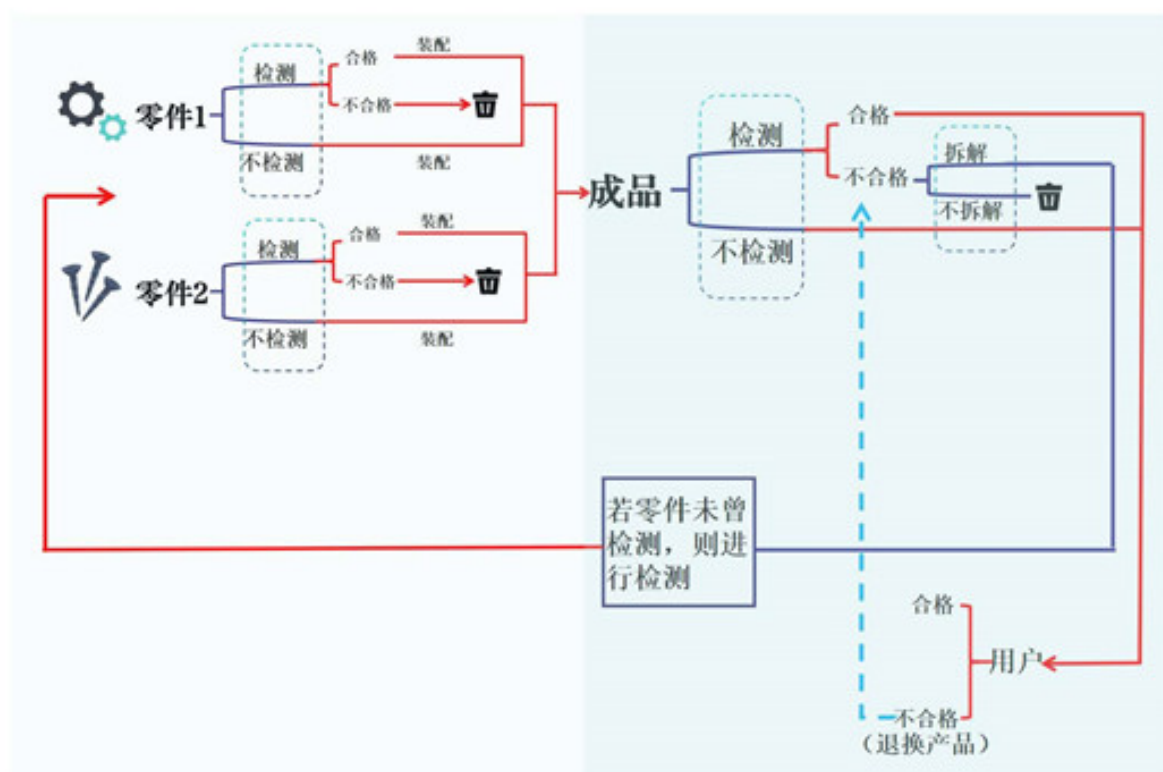 装配
合格
检测
不合格
零件1
不检测
装配
装配
合格
检测
不合格
零件2
不检测
装配
合格
检测
拆解
不合格
成品
不拆解
不检测
若零件未曾
检测，则进
行检测
合格
用户
不合格
（退换产品）